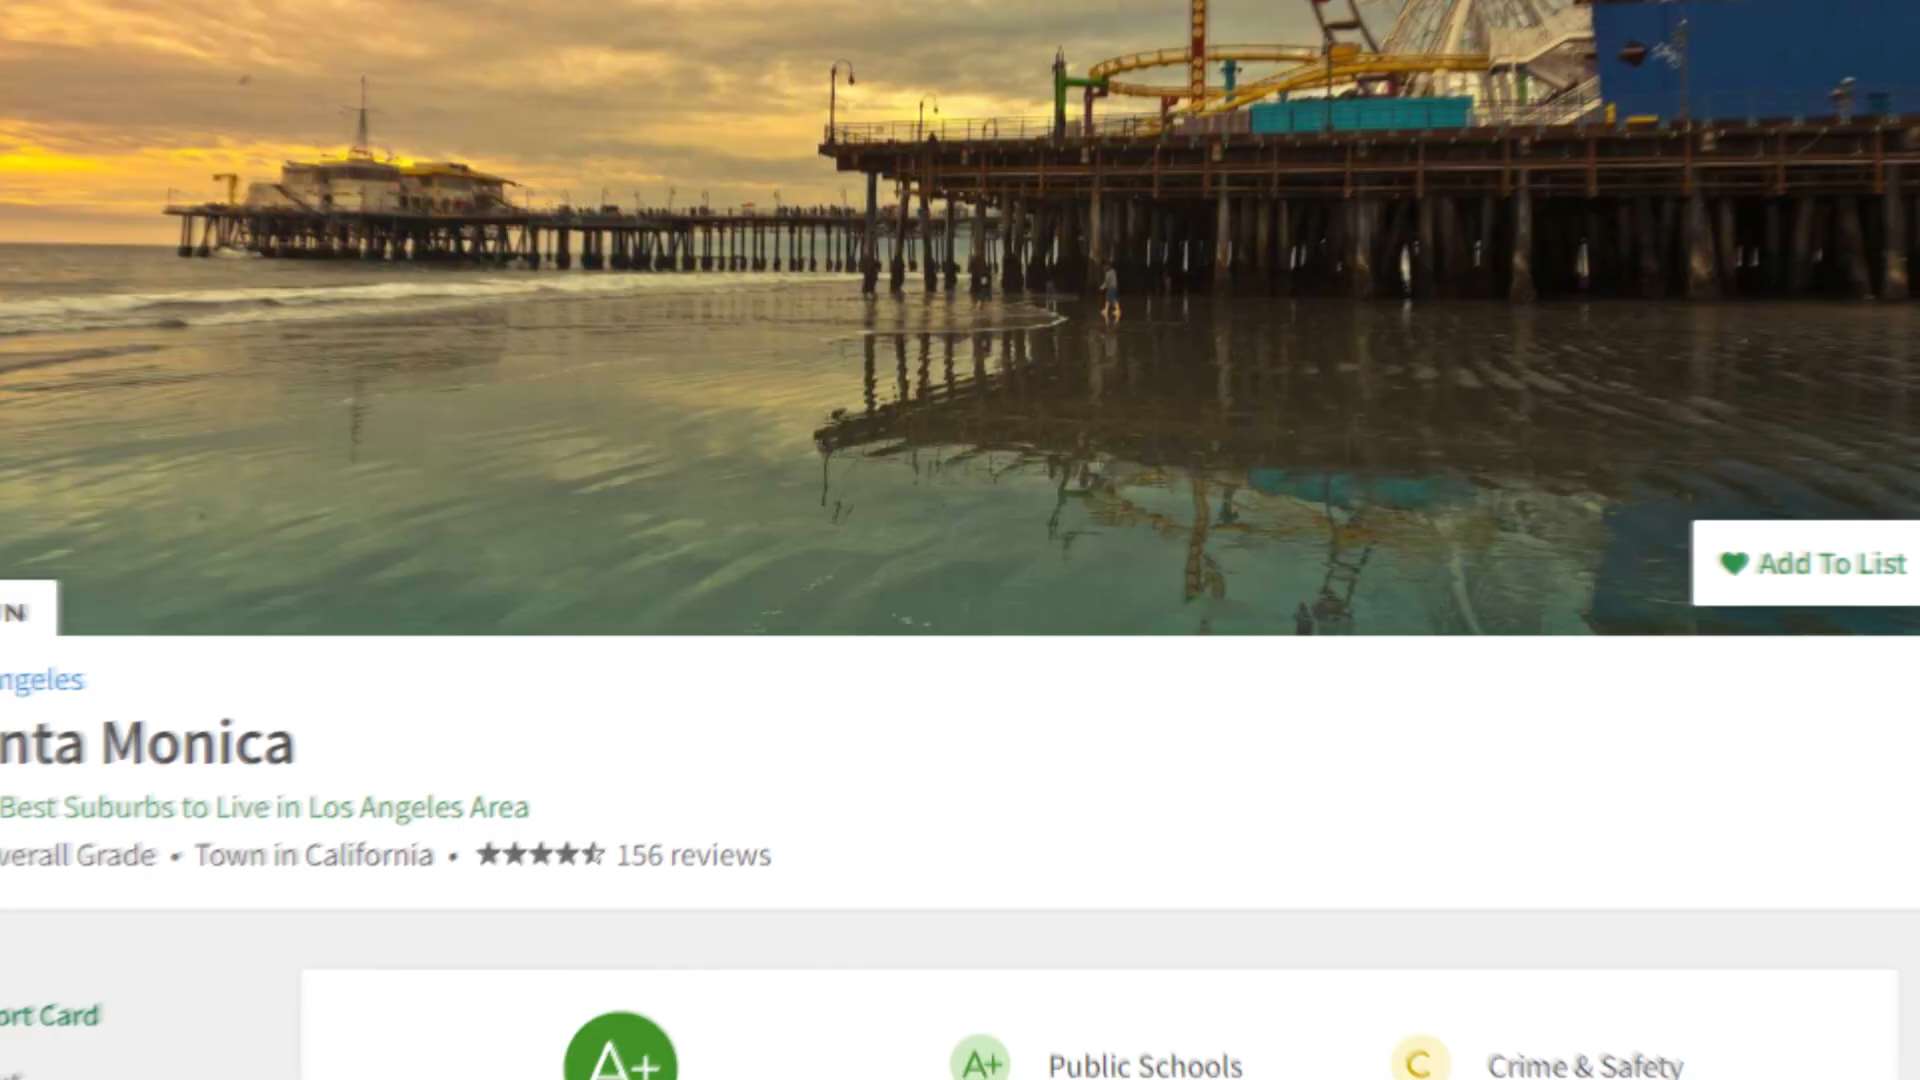 Add To List
N
ngeles
nta Monica
Best Suburbs to Live in Los Angeles Area
verall Grade • Town in California • 156 reviews
ort Card
A+
A+ Public Schools
C Crime & Safety